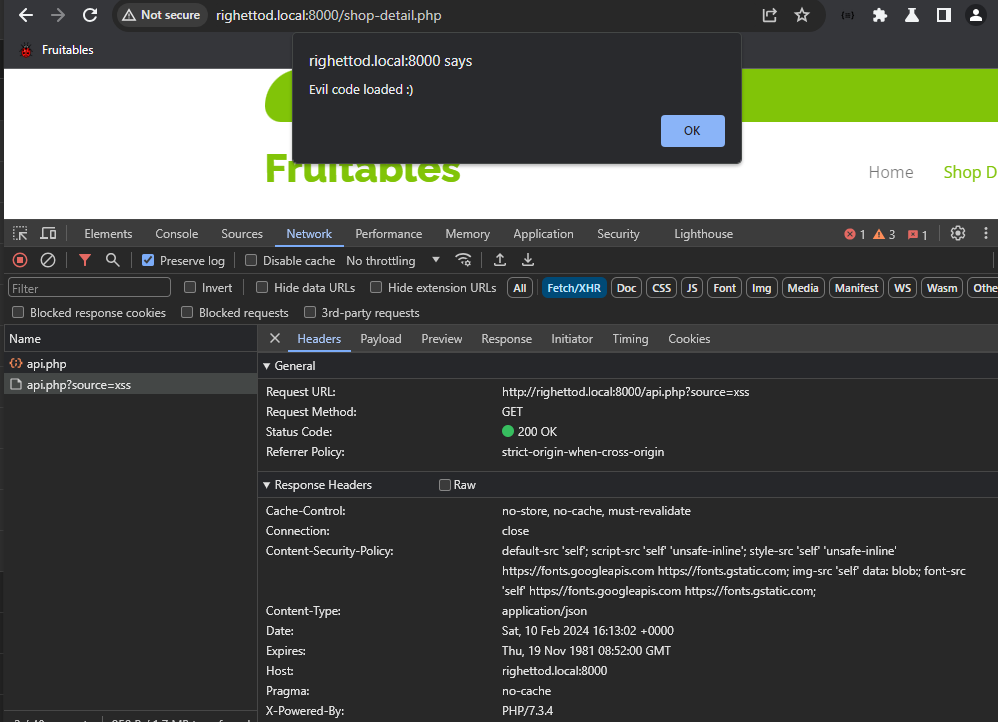 Not secure righettod.local:8000/shop-detail.php
Fruitables
righettod.local:8000 says
Evil code loaded :)
OK
Fruitables
Home Shop D
Elements Console Sources Network Performance Memory Application Security Lighthouse 1 3 1
Preserve log Disable cache No throttling
Filter Invert Hide data URLs Hide extension URLs All Fetch/XHR Doc CSS JS Font Img Media Manifest WS Wasm Othe
Blocked response cookies Blocked requests 3rd-party requests
Name Headers Payload Preview Response Initiator Timing Cookies
api.php
api.php?source=xss
General
Request URL: http://righettod.local:8000/api.php?source=xss
Request Method: GET
Status Code: 200 OK
Referrer Policy: strict-origin-when-cross-origin
Response Headers Raw
Cache-Control: no-store, no-cache, must-revalidate
Connection: close
Content-Security-Policy: default-src 'self'; script-src 'self' 'unsafe-inline'; style-src 'self' 'unsafe-inline'
https://fonts.googleapis.com https://fonts.gstatic.com; img-src 'self' data: blob:; font-src
'self' https://fonts.googleapis.com https://fonts.gstatic.com;
Content-Type: application/json
Date: Sat, 10 Feb 2024 16:13:02 +0000
Expires: Thu, 19 Nov 1981 08:52:00 GMT
Host: righettod.local:8000
Pragma: no-cache
X-Powered-By: PHP/7.3.4